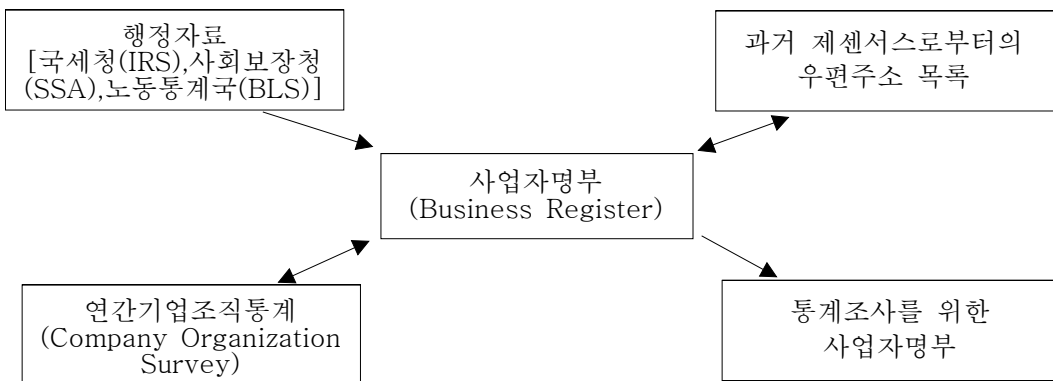 행정자료
[국세청(IRS),사회보장청
(SSA),노동통계국(BLS)]
과거 제센서스로부터의
우편주소 목록
사업자명부
(Business Register)
연간기업조직통계
(Company Organization
Survey)
통계조사를 위한
사업자명부